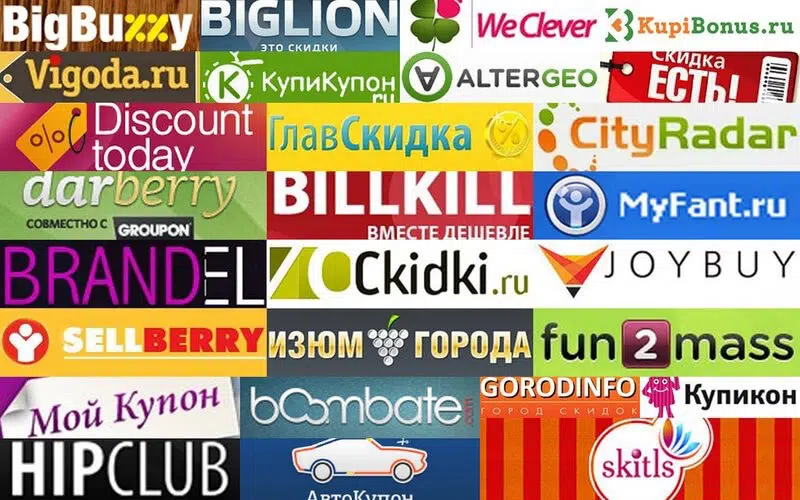 BigBuzzy
BIGLION
ЭТО СКИДКИ
WeClever
KupiBonus.ru
Vigoda.ru
КупиКупон
ru
ALTERGEO
СКИДКА
ЕСТЬ!
Discount
today
%
ГлавСкидка
%
CityRadar
darberry
СОВМЕСТНО С GROUPON
BILLKILL
ВМЕСТЕ ДЕШЕВЛЕ
MyFant.ru
BRANDEL
Скidki.ru
JOYBUY
SELLBERRY
ИЗЮМ ГОРОДА
fun2mass
Мой Купон
bOOmbate.com
GORODINFO
ГОРОД СКИДОК
Купикон
HIPCLUB
АвтоКупон
skitls